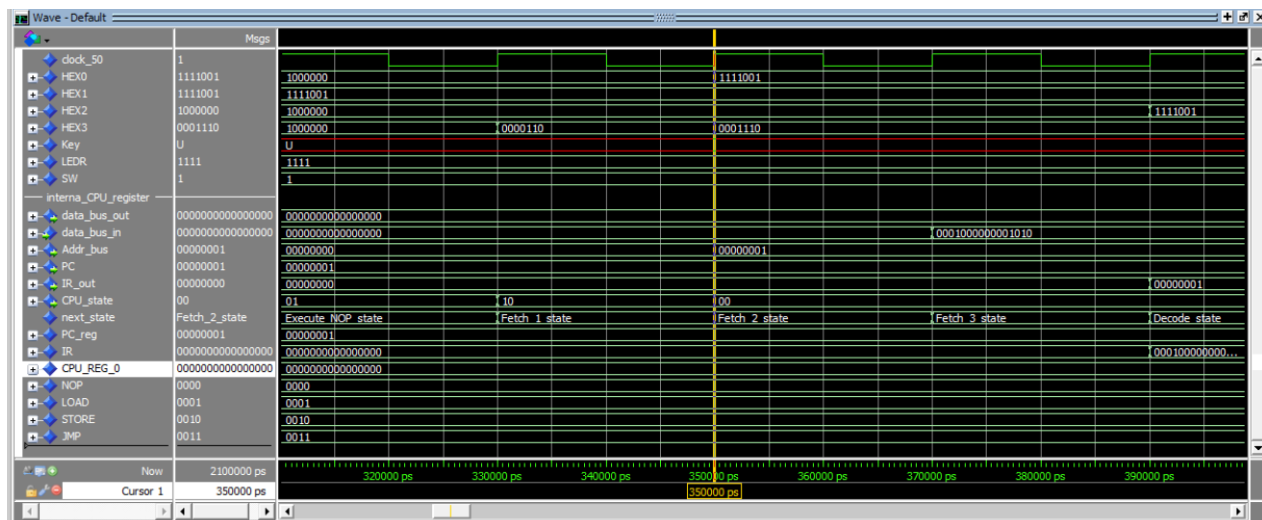 Wave - Default
Msgs
clock_50 1
HEX0 1111001 1000000 1111001
HEX1 1111001 1111001
HEX2 1000000 1000000 1111001
HEX3 0001110 1000000 0000110 0001110
Key U U
LEDR 1111 1111
SW 1 1
interna_CPU_register
data_bus_out 0000000000000000 0000000000000000
data_bus_in 0000000000000000 0000000000000000 0001000000001010
Addr_bus 00000001 00000000 00000001
PC 00000001 00000001
IR_out 00000000 00000000 00000001
CPU_state 00 01 10 00
next_state Fetch_2_state Execute_NOP_state Fetch_1_state Fetch_2_state Fetch_3_state Decode_state
PC_reg 00000001 00000001
IR 0000000000000000 0000000000000000 000100000000...
CPU_REG_0 0000000000000000 0000000000000000
NOP 0000 0000
LOAD 0001 0001
STORE 0010 0010
JMP 0011 0011
Now 2100000 ps 320000 ps 330000 ps 340000 ps 350000 ps 360000 ps 370000 ps 380000 ps 390000 ps
Cursor 1 350000 ps 350000 ps